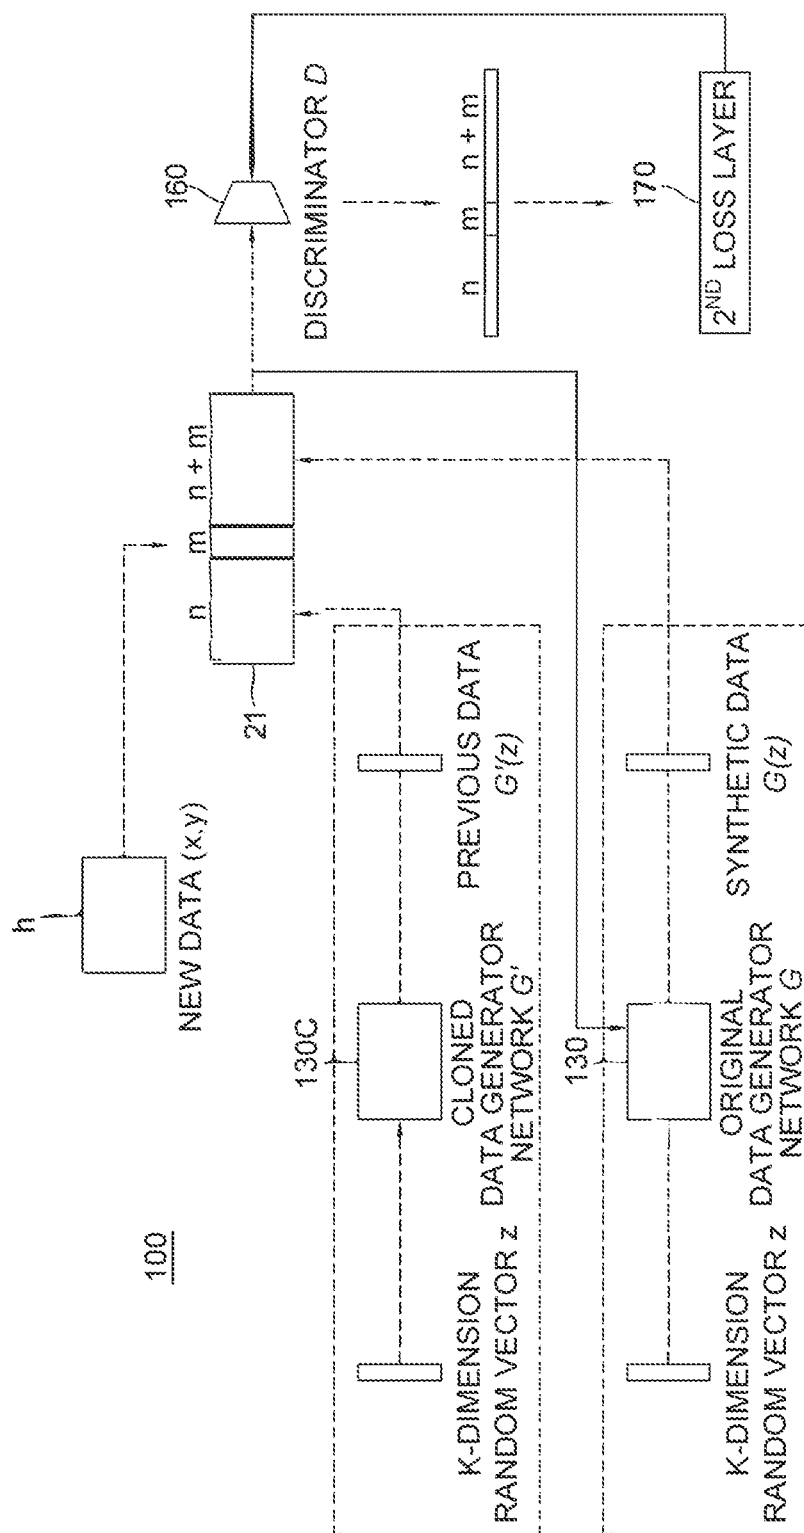 100
h
NEW DATA (x,y)
n
m
n + m
21
160
DISCRIMINATOR D
n
m
n + m
170
2ND LOSS LAYER
130C
K-DIMENSION
RANDOM VECTOR z
CLONED
DATA GENERATOR
NETWORK G'
PREVIOUS DATA
G'(z)
130
K-DIMENSION
RANDOM VECTOR z
ORIGINAL
DATA GENERATOR
NETWORK G
SYNTHETIC DATA
G(z)